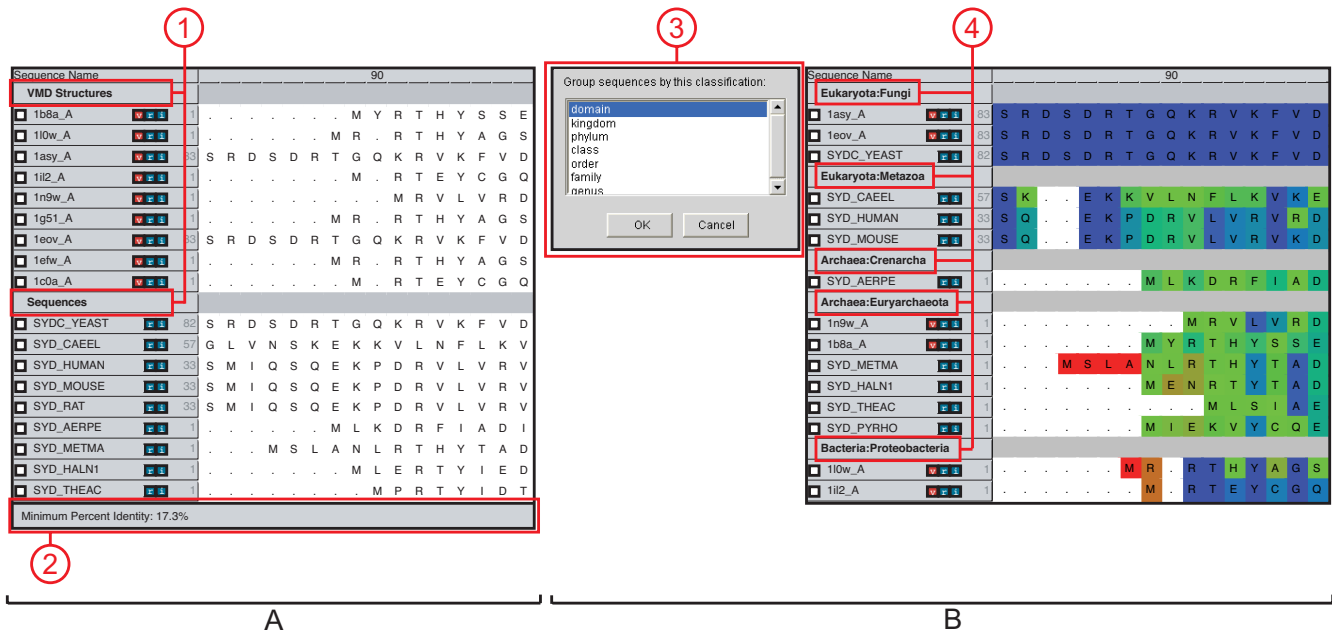 1
3
4
Sequence Name 90
VMD Structures
1b8a_A v r i 1 . . . . . . . M Y R T H Y S S E
1l0w_A v r i 1 . . . . . . M R . R T H Y A G S
1asy_A v r i 83 S R D S D R T G Q K R V K F V D
1il2_A v r i 1 . . . . . . . M . R T E Y C G Q
1n9w_A v r i 1 . . . . . . . . . M R V L V R D
1g51_A v r i 1 . . . . . . M R . R T H Y A G S
1eov_A v r i 83 S R D S D R T G Q K R V K F V D
1efw_A v r i 1 . . . . . . M R . R T H Y A G S
1c0a_A v r i 1 . . . . . . . M . R T E Y C G Q
Sequences
SYDC_YEAST r i 82 S R D S D R T G Q K R V K F V D
SYD_CAEEL r i 57 G L V N S K E K K V L N F L K V
SYD_HUMAN r i 33 S M I Q S Q E K P D R V L V R V
SYD_MOUSE r i 33 S M I Q S Q E K P D R V L V R V
SYD_RAT r i 33 S M I Q S Q E K P D R V L V R V
SYD_AERPE r i 1 . . . . . . M L K D R F I A D I
SYD_METMA r i 1 . . . M S L A N L R T H Y T A D
SYD_HALN1 r i 1 . . . . . . . M L E R T Y I E D
SYD_THEAC r i 1 . . . . . . . . M P R T Y I D T
Minimum Percent Identity: 17.3%
2
A
Group sequences by this classification:
domain
kingdom
phylum
class
order
family
genus
OK Cancel
Sequence Name 90
Eukaryota:Fungi
1asy_A v r i 83 S R D S D R T G Q K R V K F V D
1eov_A v r i 83 S R D S D R T G Q K R V K F V D
SYDC_YEAST r i 82 S R D S D R T G Q K R V K F V D
Eukaryota:Metazoa
SYD_CAEEL r i 57 S K . . E K K V L N F L K V K E
SYD_HUMAN r i 33 S Q . . E K P D R V L V R V R D
SYD_MOUSE r i 33 S Q . . E K P D R V L V R V K D
Archaea:Crenarcha
SYD_AERPE r i 1 . . . . . . . M L K D R F I A D
Archaea:Euryarchaeota
1n9w_A v r i 1 . . . . . . . . . M R V L V R D
1b8a_A v r i 1 . . . . . . . M Y R T H Y S S E
SYD_METMA r i 1 . . . M S L A N L R T H Y T A D
SYD_HALN1 r i 1 . . . . . . . M E N R T Y T A D
SYD_THEAC r i 1 . . . . . . . . . . M L S I A E
SYD_PYRHO r i 1 . . . . . . . M I E K V Y C Q E
Bacteria:Proteobacteria
1l0w_A v r i 1 . . . . . . M R . R T H Y A G S
1il2_A v r i 1 . . . . . . . M . R T E Y C G Q
B